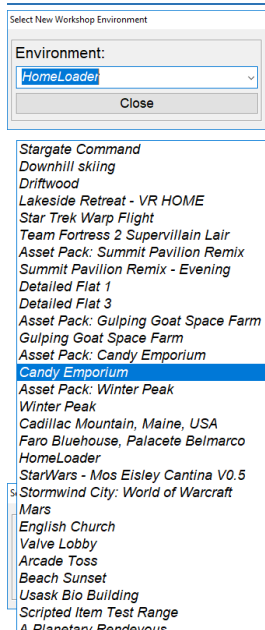 Select New Workshop Environment
Environment:
HomeLoader
Close
Stargate Command
Downhill skiing
Driftwood
Lakeside Retreat - VR HOME
Star Trek Warp Flight
Team Fortress 2 Supervillain Lair
Asset Pack: Summit Pavilion Remix
Summit Pavilion Remix - Evening
Detailed Flat 1
Detailed Flat 3
Asset Pack: Gulping Goat Space Farm
Gulping Goat Space Farm
Asset Pack: Candy Emporium
Candy Emporium
Asset Pack: Winter Peak
Winter Peak
Cadillac Mountain, Maine, USA
Faro Bluehouse, Palacete Belmarco
HomeLoader
StarWars - Mos Eisley Cantina V0.5
Stormwind City: World of Warcraft
Mars
English Church
Valve Lobby
Arcade Toss
Beach Sunset
Usask Bio Building
Scripted Item Test Range
A Planetary Rendevous